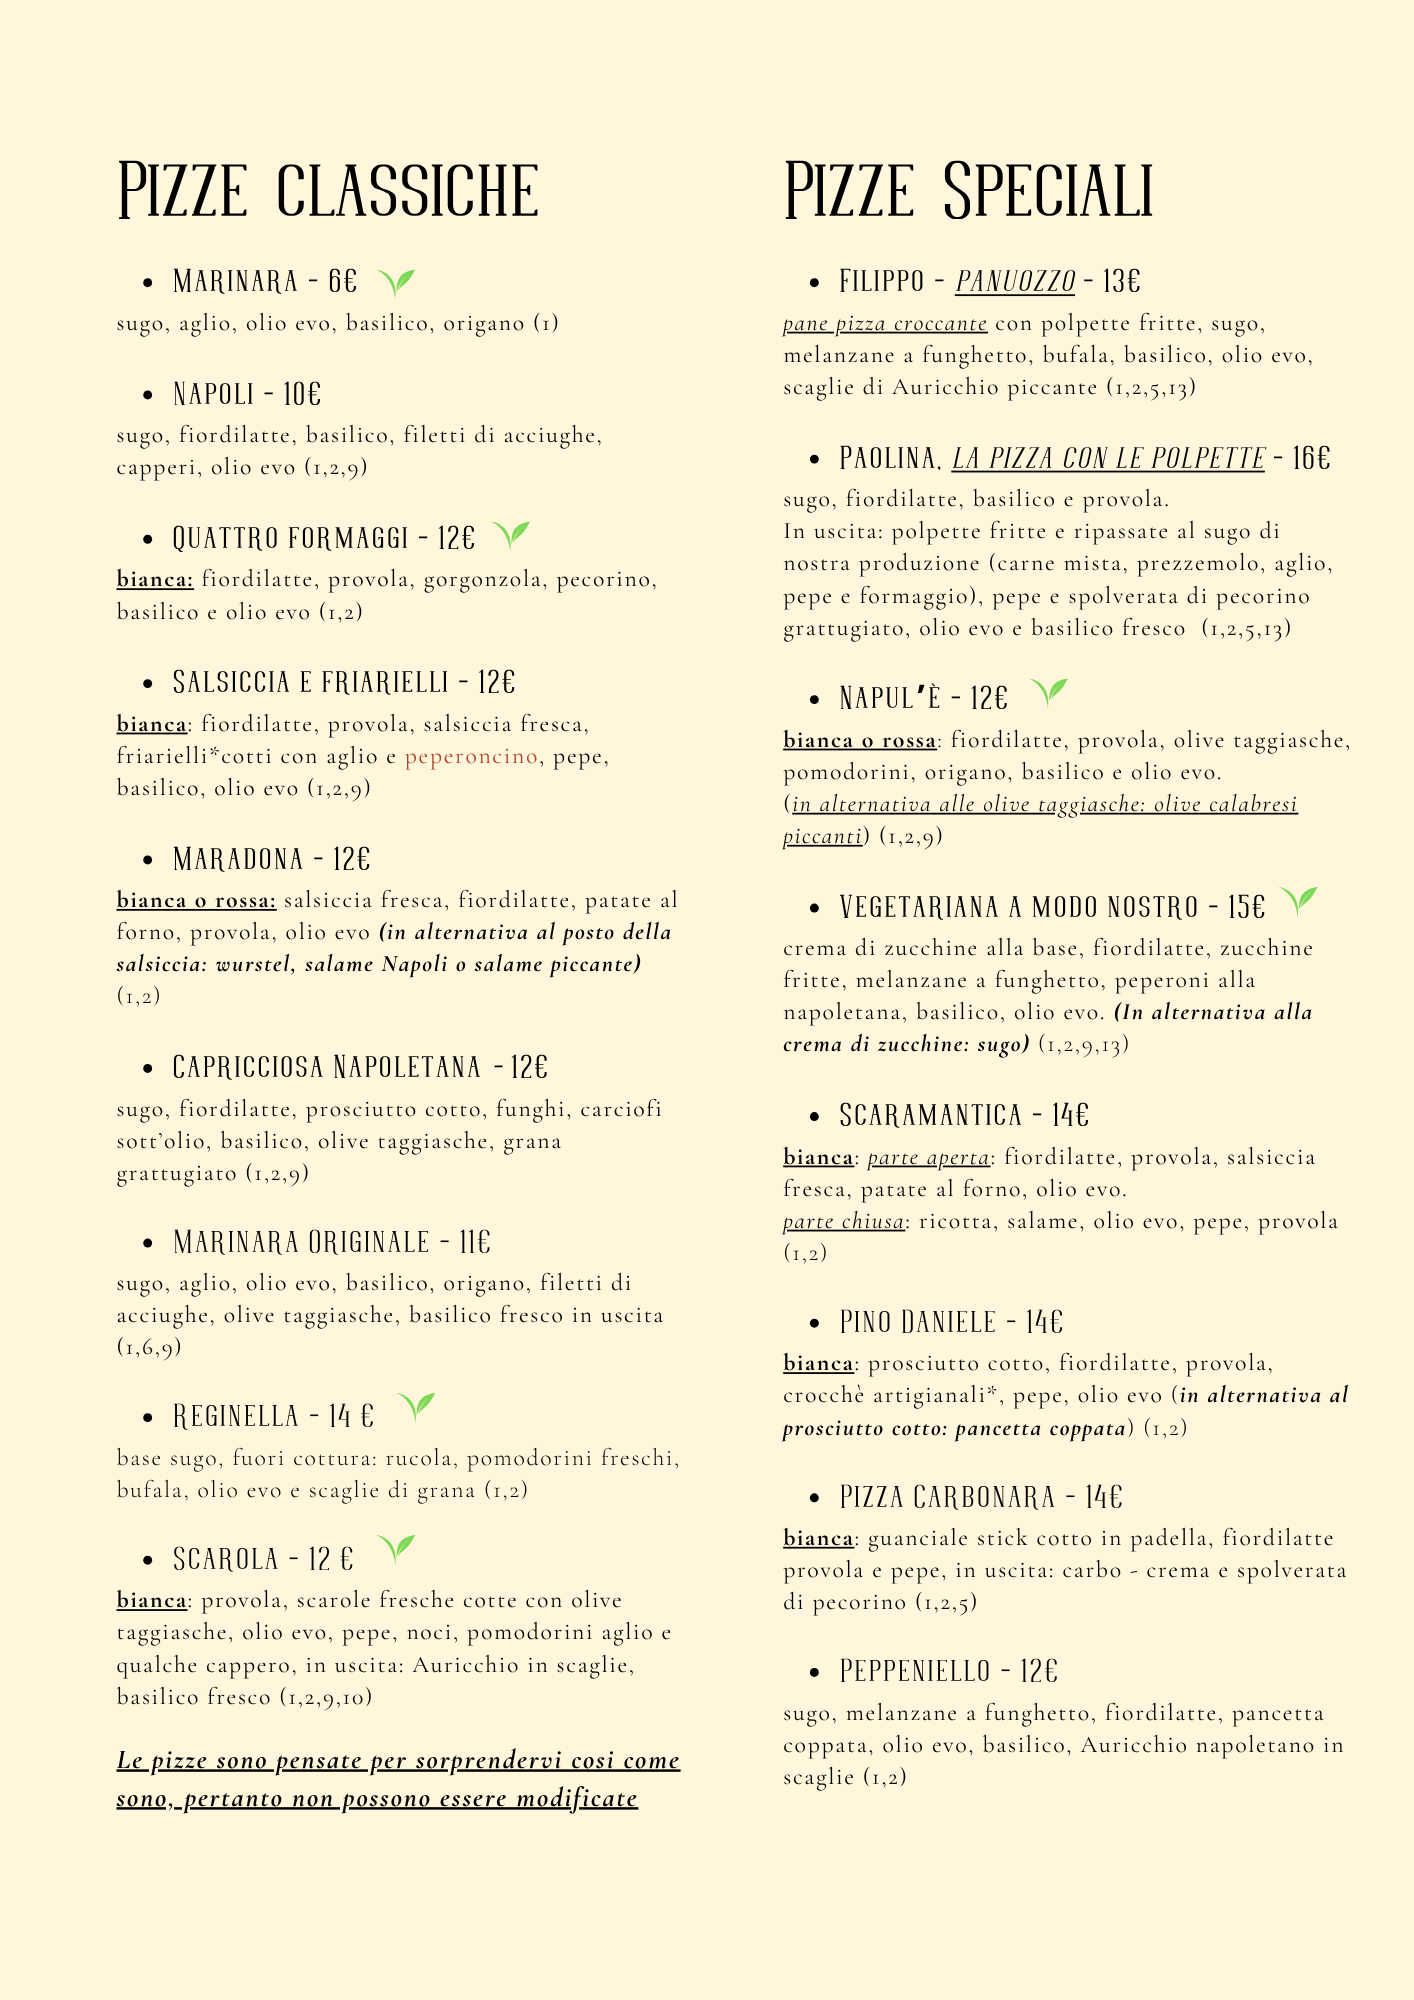 Pizze classiche
• Marinara - 6€
sugo, aglio, olio evo, basilico, origano (1)
• Napoli - 10€
sugo, fiordilatte, basilico, filetti di acciughe,
capperi, olio evo (1,2,9)
• Quattro formaggi - 12€
bianca: fiordilatte, provola, gorgonzola, pecorino,
basilico e olio evo (1,2)
• Salsiccia e friarielli - 12€
bianca: fiordilatte, provola, salsiccia fresca,
friarielli*cotti con aglio e peperoncino, pepe,
basilico, olio evo (1,2,9)
• Maradona - 12€
bianca o rossa: salsiccia fresca, fiordilatte, patate al
forno, provola, olio evo (in alternativa al posto della
salsiccia: wurstel, salame Napoli o salame piccante)
(1,2)
• Capricciosa Napoletana - 12€
sugo, fiordilatte, prosciutto cotto, funghi, carciofi
sott'olio, basilico, olive taggiasche, grana
grattugiato (1,2,9)
• Marinara Originale - 11€
sugo, aglio, olio evo, basilico, origano, filetti di
acciughe, olive taggiasche, basilico fresco in uscita
(1,6,9)
• Reginella - 14 €
base sugo, fuori cottura: rucola, pomodorini freschi,
bufala, olio evo e scaglie di grana (1,2)
• Scarola - 12 €
bianca: provola, scarole fresche cotte con olive
taggiasche, olio evo, pepe, noci, pomodorini aglio e
qualche cappero, in uscita: Auricchio in scaglie,
basilico fresco (1,2,9,10)
Le pizze sono pensate per sorprendervi cosi come
sono, pertanto non possono essere modificate
Pizze Speciali
• Filippo - panuozzo - 13€
pane pizza croccante con polpette fritte, sugo,
melanzane a funghetto, bufala, basilico, olio evo,
scaglie di Auricchio piccante (1,2,5,13)
• Paolina, la pizza con le polpette - 16€
sugo, fiordilatte, basilico e provola.
In uscita: polpette fritte e ripassate al sugo di
nostra produzione (carne mista, prezzemolo, aglio,
pepe e formaggio), pepe e spolverata di pecorino
grattugiato, olio evo e basilico fresco (1,2,5,13)
• Napul'è - 12€
bianca o rossa: fiordilatte, provola, olive taggiasche,
pomodorini, origano, basilico e olio evo.
(in alternativa alle olive taggiasche: olive calabresi
piccanti) (1,2,9)
• Vegetariana a modo nostro - 15€
crema di zucchine alla base, fiordilatte, zucchine
fritte, melanzane a funghetto, peperoni alla
napoletana, basilico, olio evo. (In alternativa alla
crema di zucchine: sugo) (1,2,9,13)
• Scaramantica - 14€
bianca: parte aperta: fiordilatte, provola, salsiccia
fresca, patate al forno, olio evo.
parte chiusa: ricotta, salame, olio evo, pepe, provola
(1,2)
• Pino Daniele - 14€
bianca: prosciutto cotto, fiordilatte, provola,
crocchè artigianali*, pepe, olio evo (in alternativa al
prosciutto cotto: pancetta coppata) (1,2)
• Pizza Carbonara - 14€
bianca: guanciale stick cotto in padella, fiordilatte
provola e pepe, in uscita: carbo - crema e spolverata
di pecorino (1,2,5)
• Peppeniello - 12€
sugo, melanzane a funghetto, fiordilatte, pancetta
coppata, olio evo, basilico, Auricchio napoletano in
scaglie (1,2)